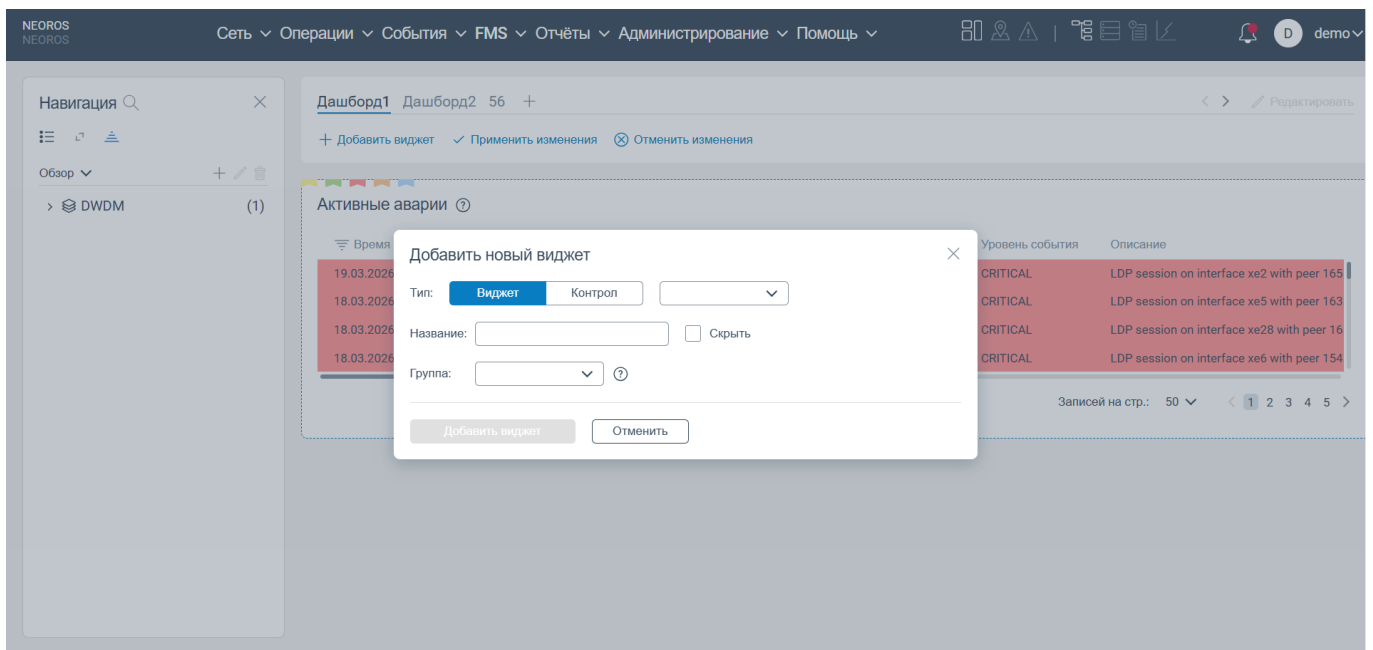 NEOROS
NEOROS
Сеть Операции События FMS Отчёты Администрирование Помощь
D demo
Навигация
Дашборд1 Дашборд2 56 +
Редактировать
+ Добавить виджет Применить изменения Отменить изменения
Обзор
DWDM (1)
Активные аварии ?
Время
Уровень события Описание
Добавить новый виджет
19.03.2026 CRITICAL LDP session on interface xe2 with peer 165
Тип: Виджет Контрол
18.03.2026 CRITICAL LDP session on interface xe5 with peer 163
Название: Скрыть
18.03.2026 CRITICAL LDP session on interface xe28 with peer 16
18.03.2026 CRITICAL LDP session on interface xe6 with peer 154
Группа: ?
Записей на стр.: 50 < 1 2 3 4 5 >
Добавить виджет Отменить